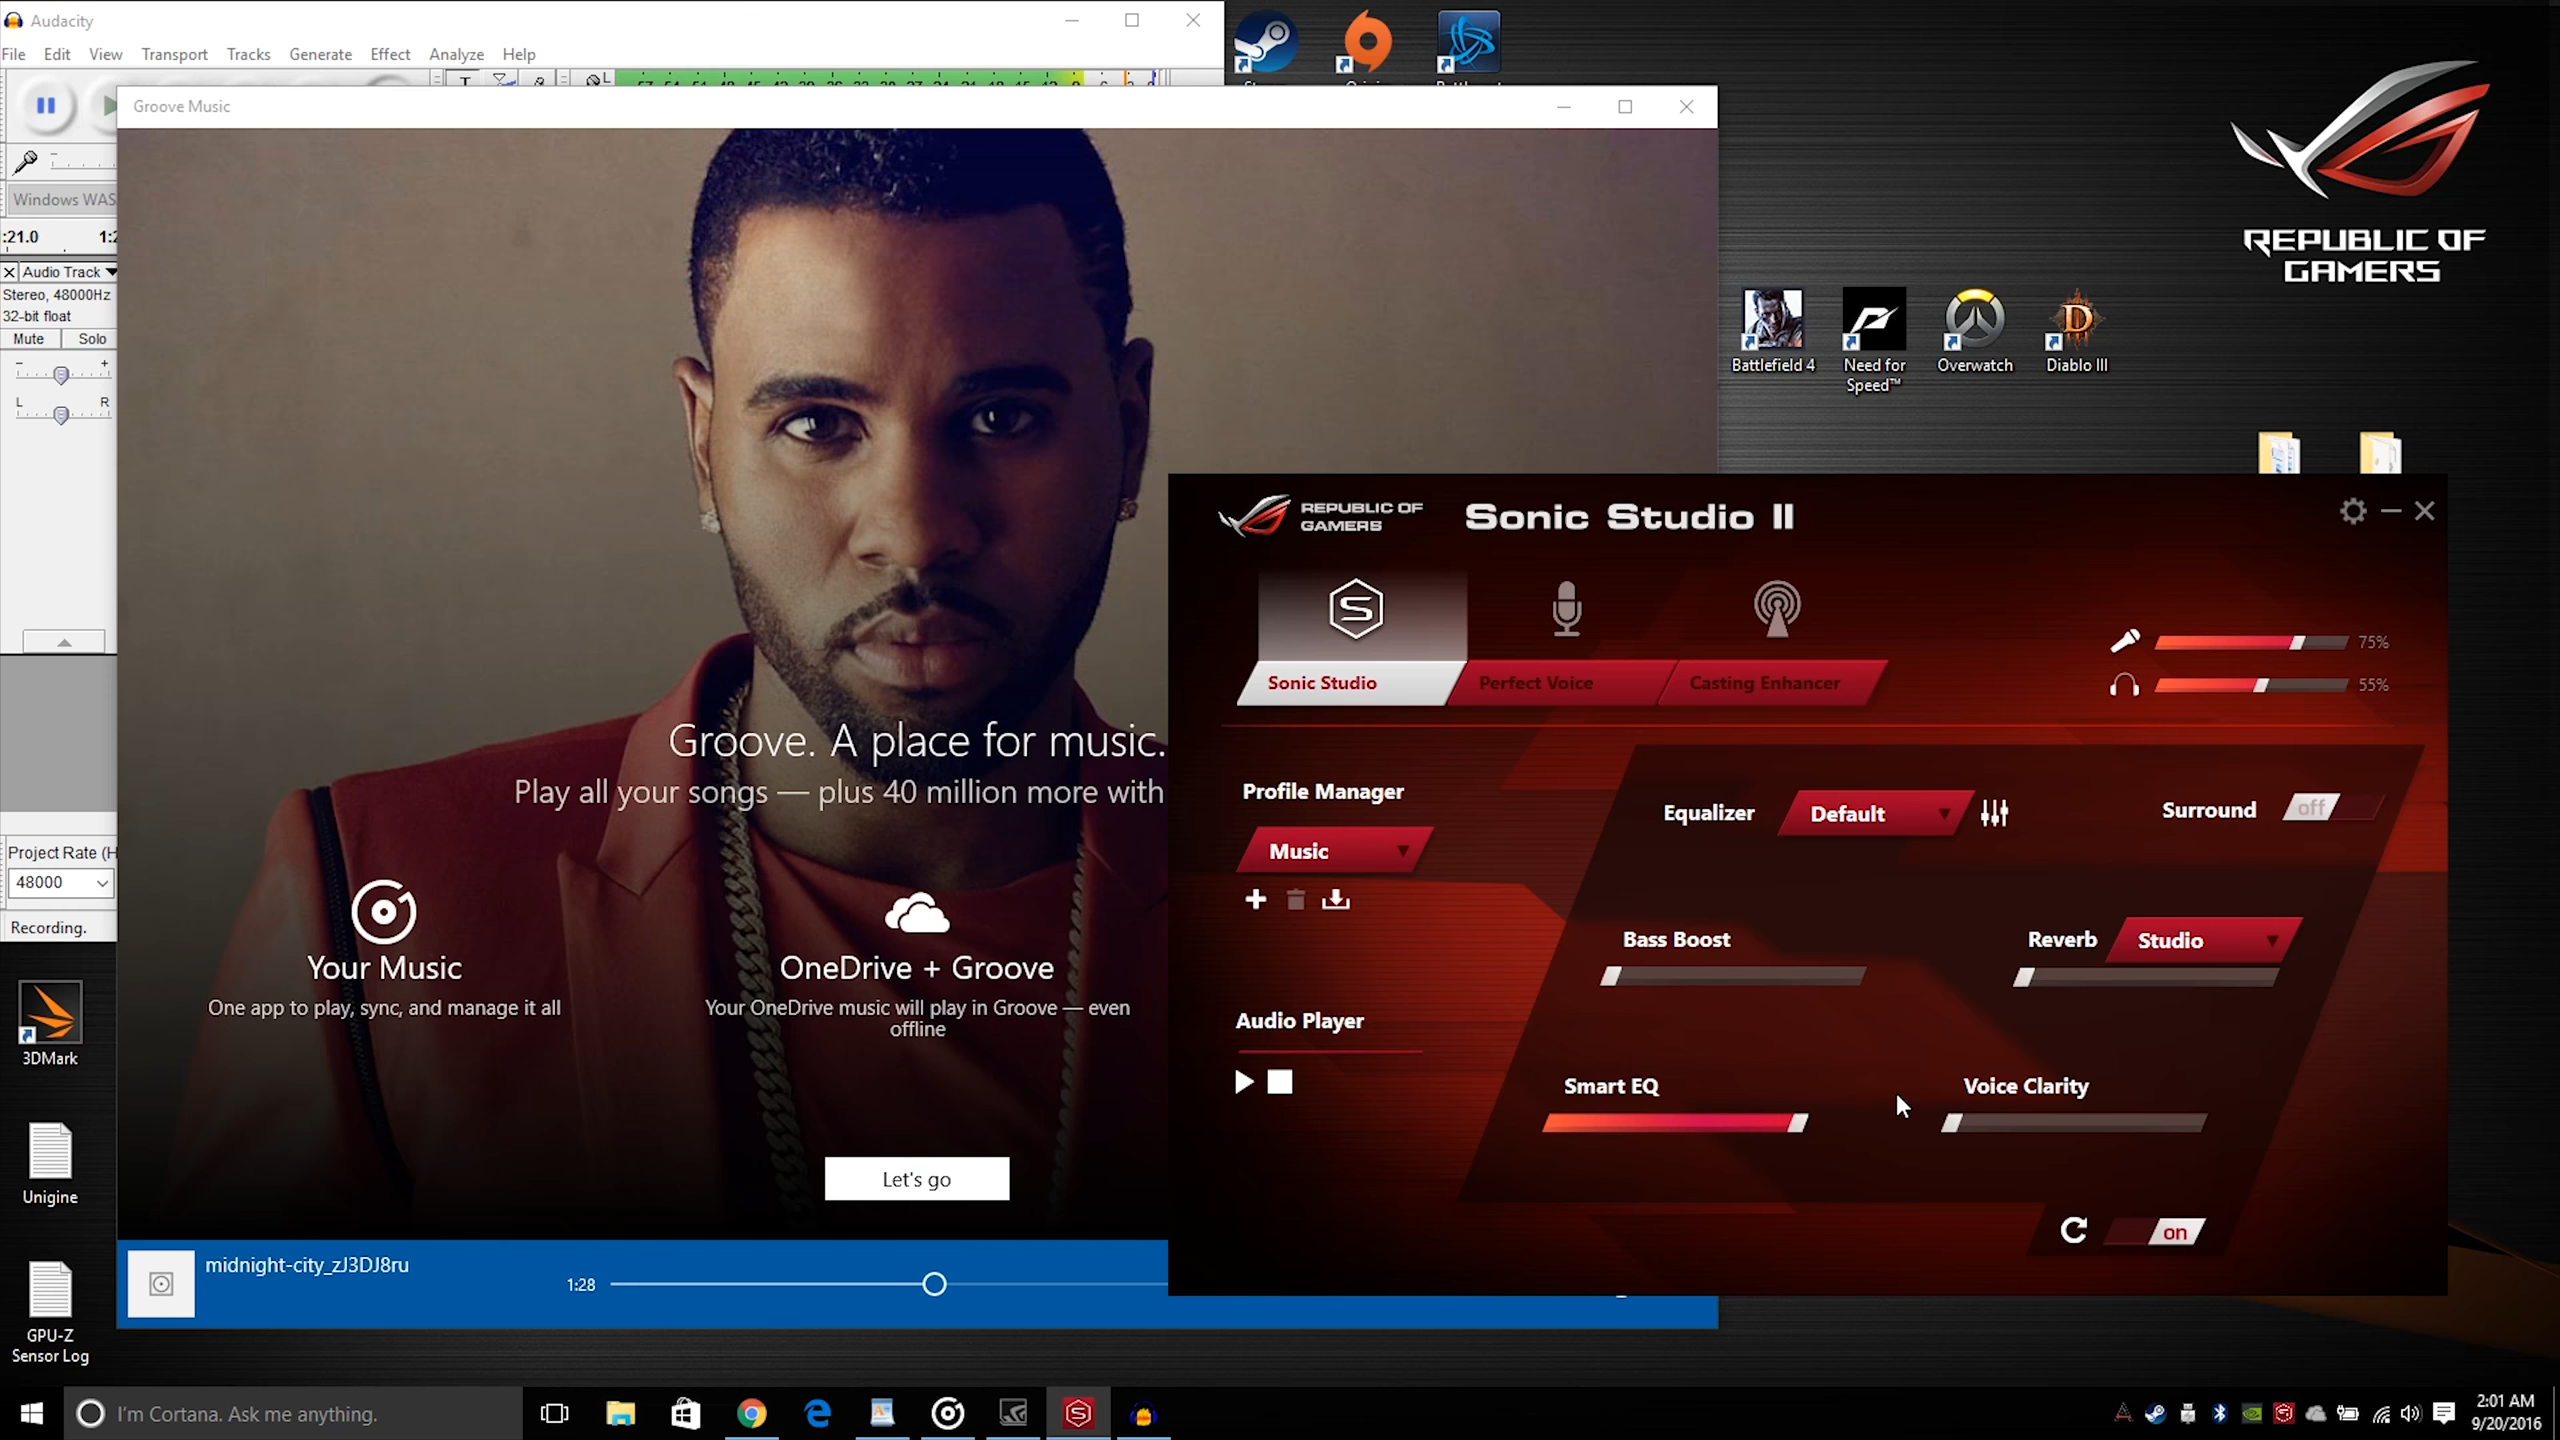 Audacity
File Edit View Transport Tracks Generate Effect Analyze Help
Groove Music
Windows WAS
:21.0
Audio Track
Stereo, 48000Hz
32-bit float
Mute Solo
- +
L R
Project Rate (H
48000
Recording.
3DMark
Unigine
GPU-Z
Sensor Log
Groove. A place for music.
Play all your songs — plus 40 million more with
Your Music
One app to play, sync, and manage it all
OneDrive + Groove
Your OneDrive music will play in Groove — even
offline
Let's go
midnight-city_zJ3DJ8ru
1:28
REPUBLIC OF
GAMERS
Battlefield 4
Need for
Speed™
Overwatch
Diablo III
REPUBLIC OF
GAMERS
Sonic Studio II
Sonic Studio
Perfect Voice
Casting Enhancer
75%
55%
Profile Manager
Music
Audio Player
Equalizer
Default
Surround
off
Bass Boost
Reverb
Studio
Smart EQ
Voice Clarity
on
I'm Cortana. Ask me anything.
2:01 AM
9/20/2016